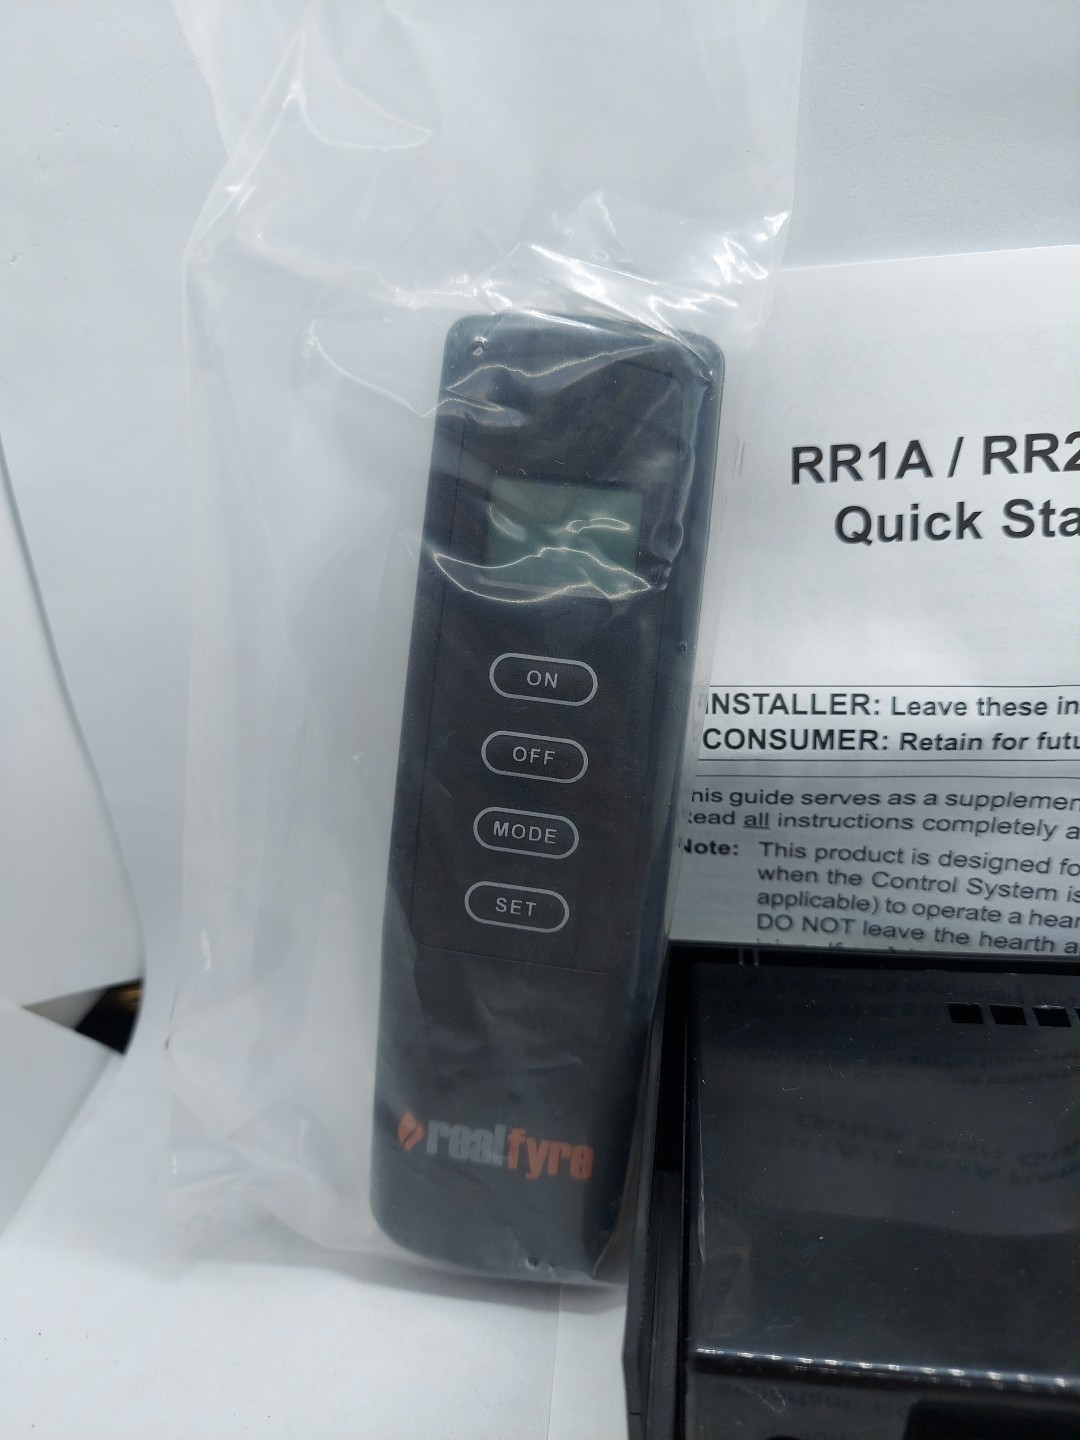 RR1A / RR2
Quick Sta
INSTALLER: Leave these in
CONSUMER: Retain for futu
his guide serves as a supplemen
ead all instructions completely a
Note: This product is designed fo
when the Control System is
applicable) to operate a hear
DO NOT leave the hearth a
ON
OFF
MODE
SET
realfyre